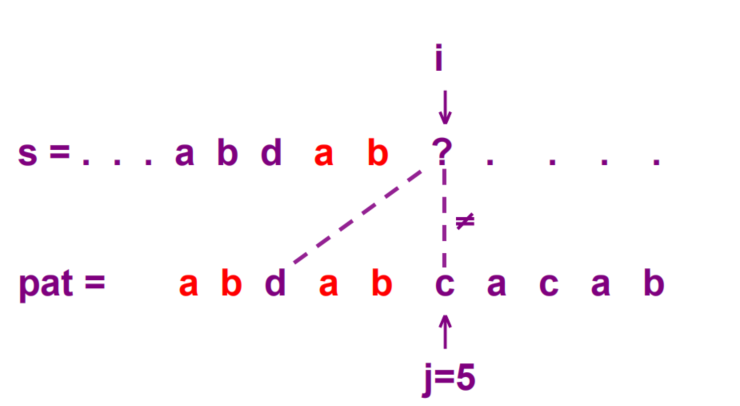 i
s = . . . a b d a b ? . . . .
≠
pat = a b d a b c a c a b
j=5